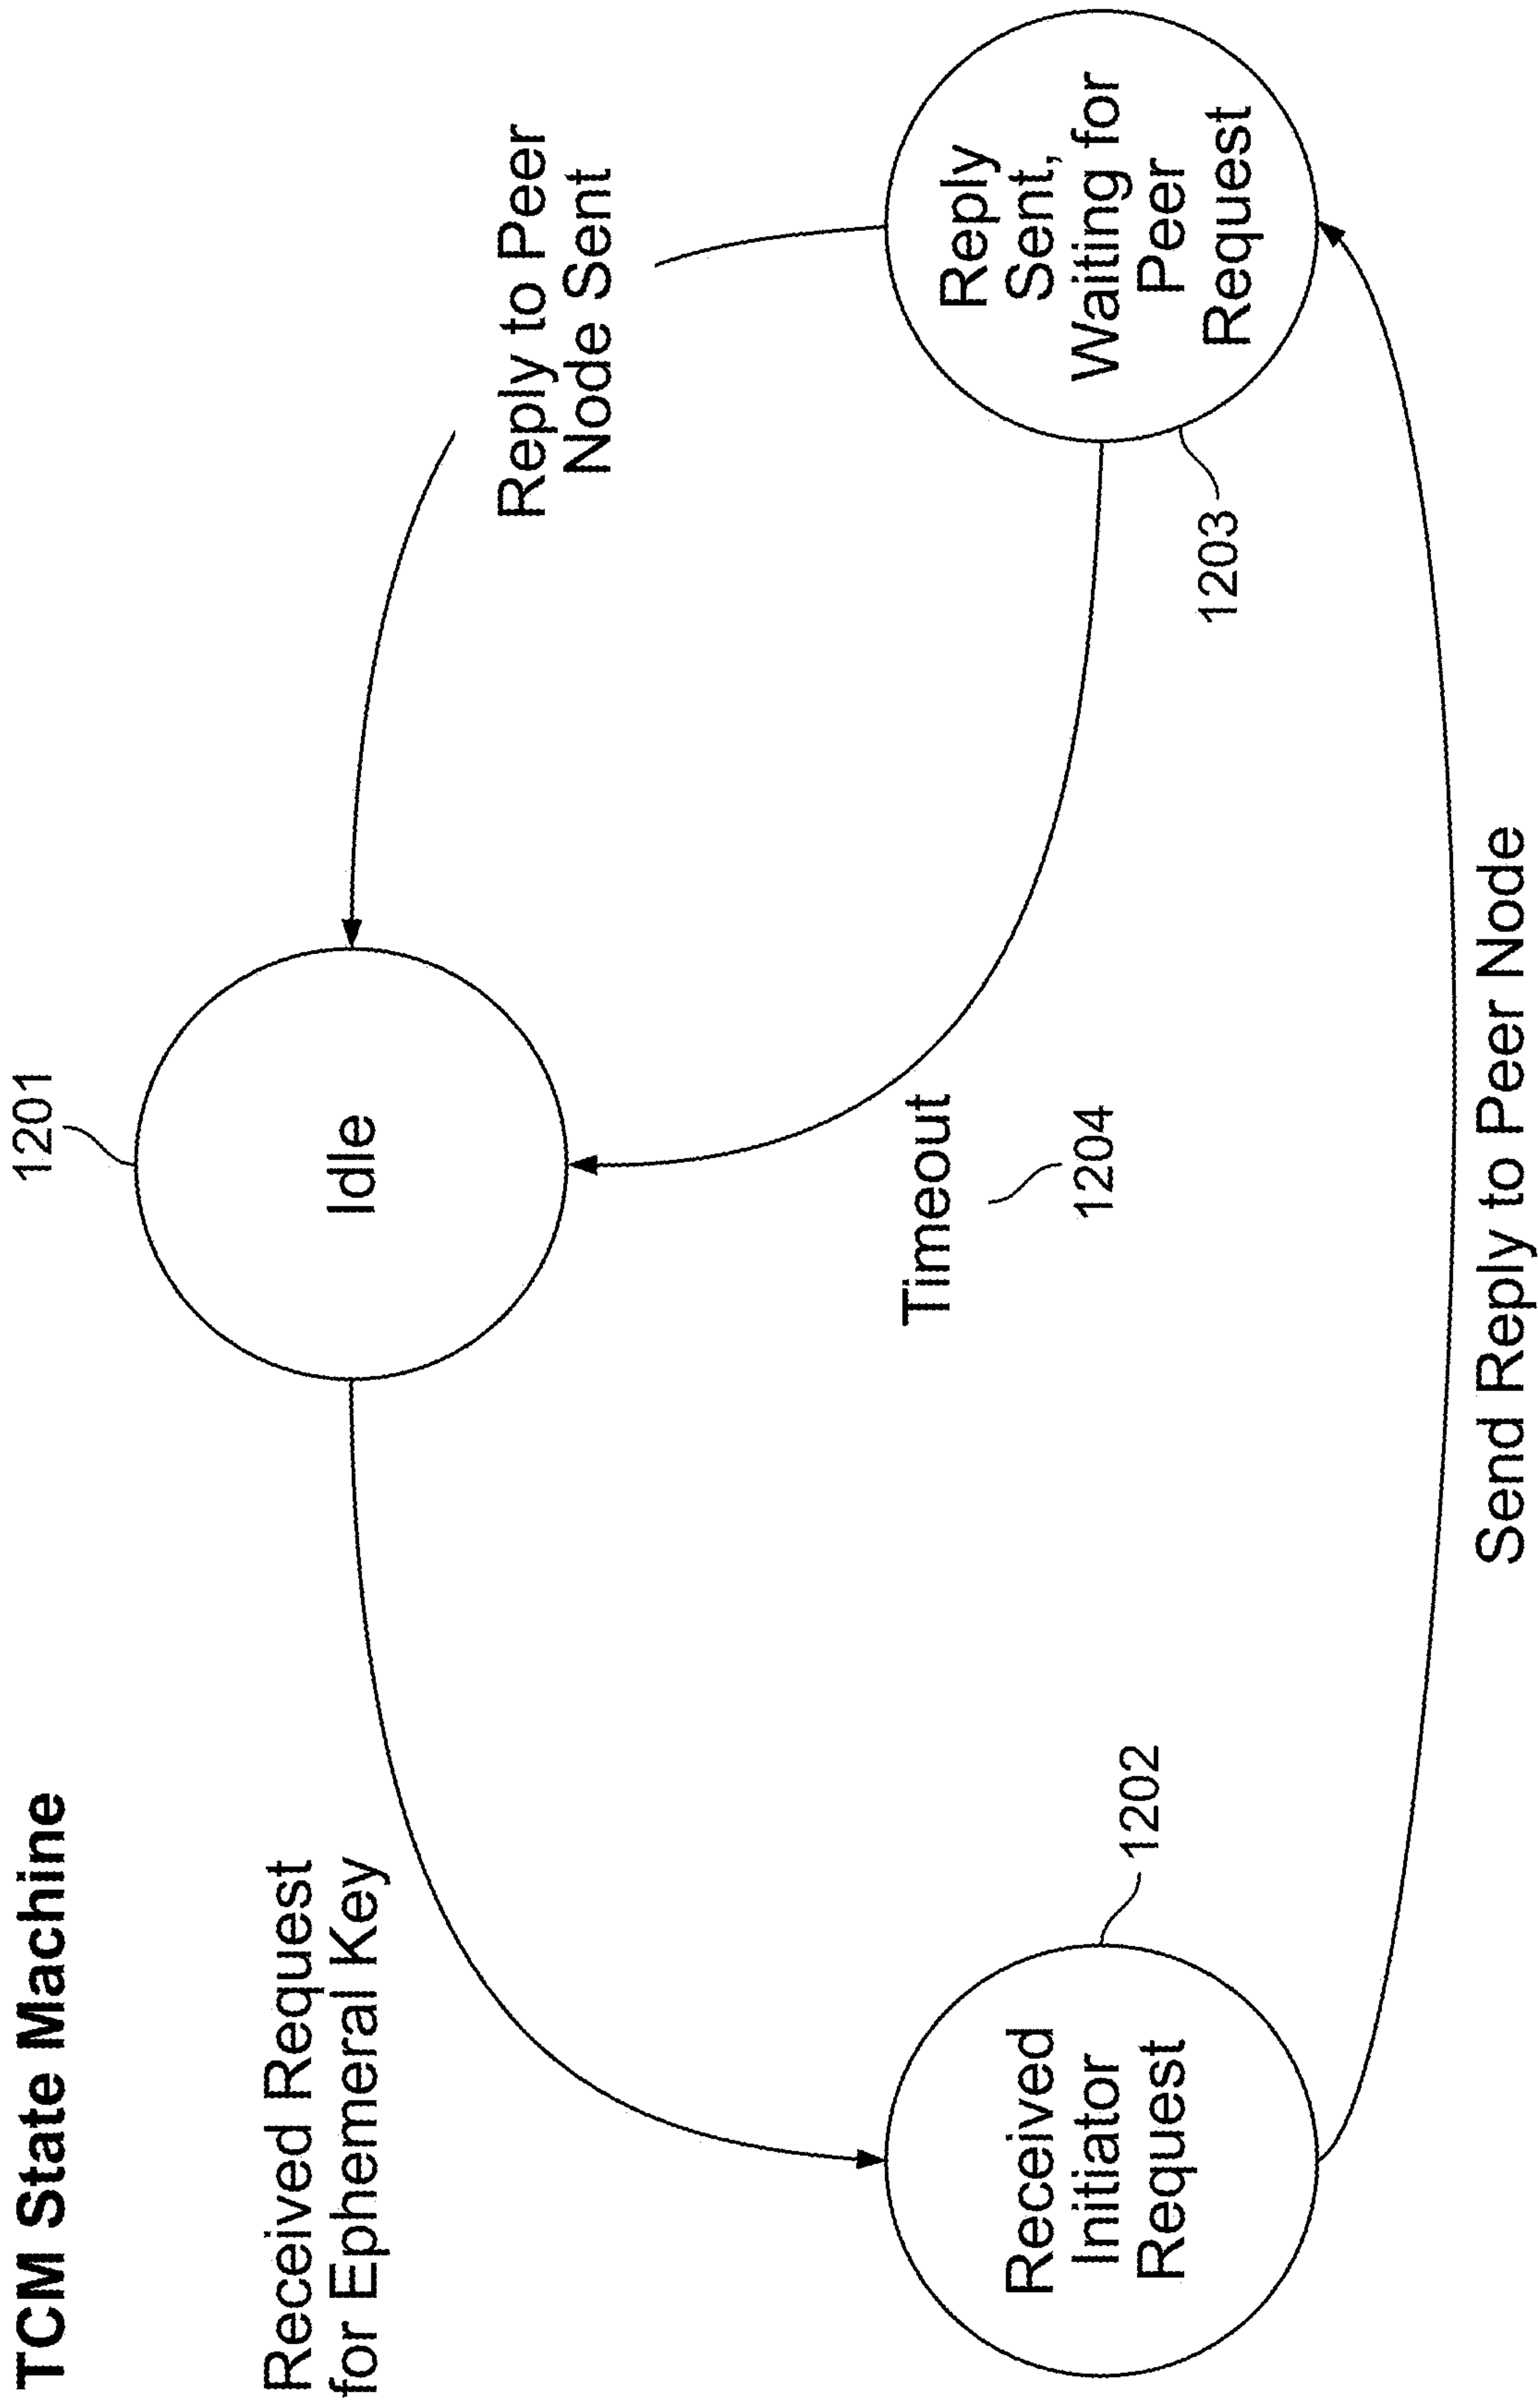 TCM State Machine
1201
Idle
Received Request
for Ephemeral Key
Reply to Peer
Node Sent
Timeout
1204
Received
Initiator
Request
1202
Reply
Sent,
Waiting for
Peer
Request
1203
Send Reply to Peer Node